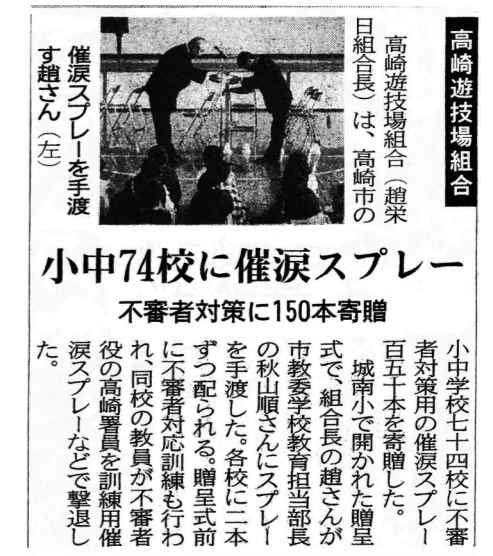 高崎遊技場組合
高崎遊技場組合（趙栄
日組合長）は、高崎市の
催涙スプレーを手渡
す趙さん（左）
小中74校に催涙スプレー
不審者対策に150本寄贈
小中学校七十四校に不審
者対策用の催涙スプレー
百五十本を寄贈した。
城南小で開かれた贈呈
式で、組合長の趙さんが
市教委学校教育担当部長
の秋山順さんにスプレー
を手渡した。各校に二本
ずつ配られる。贈呈式前
に不審者対応訓練も行わ
れ、同校の教員が不審者
役の高崎署員を訓練用催
涙スプレーなどで撃退し
た。